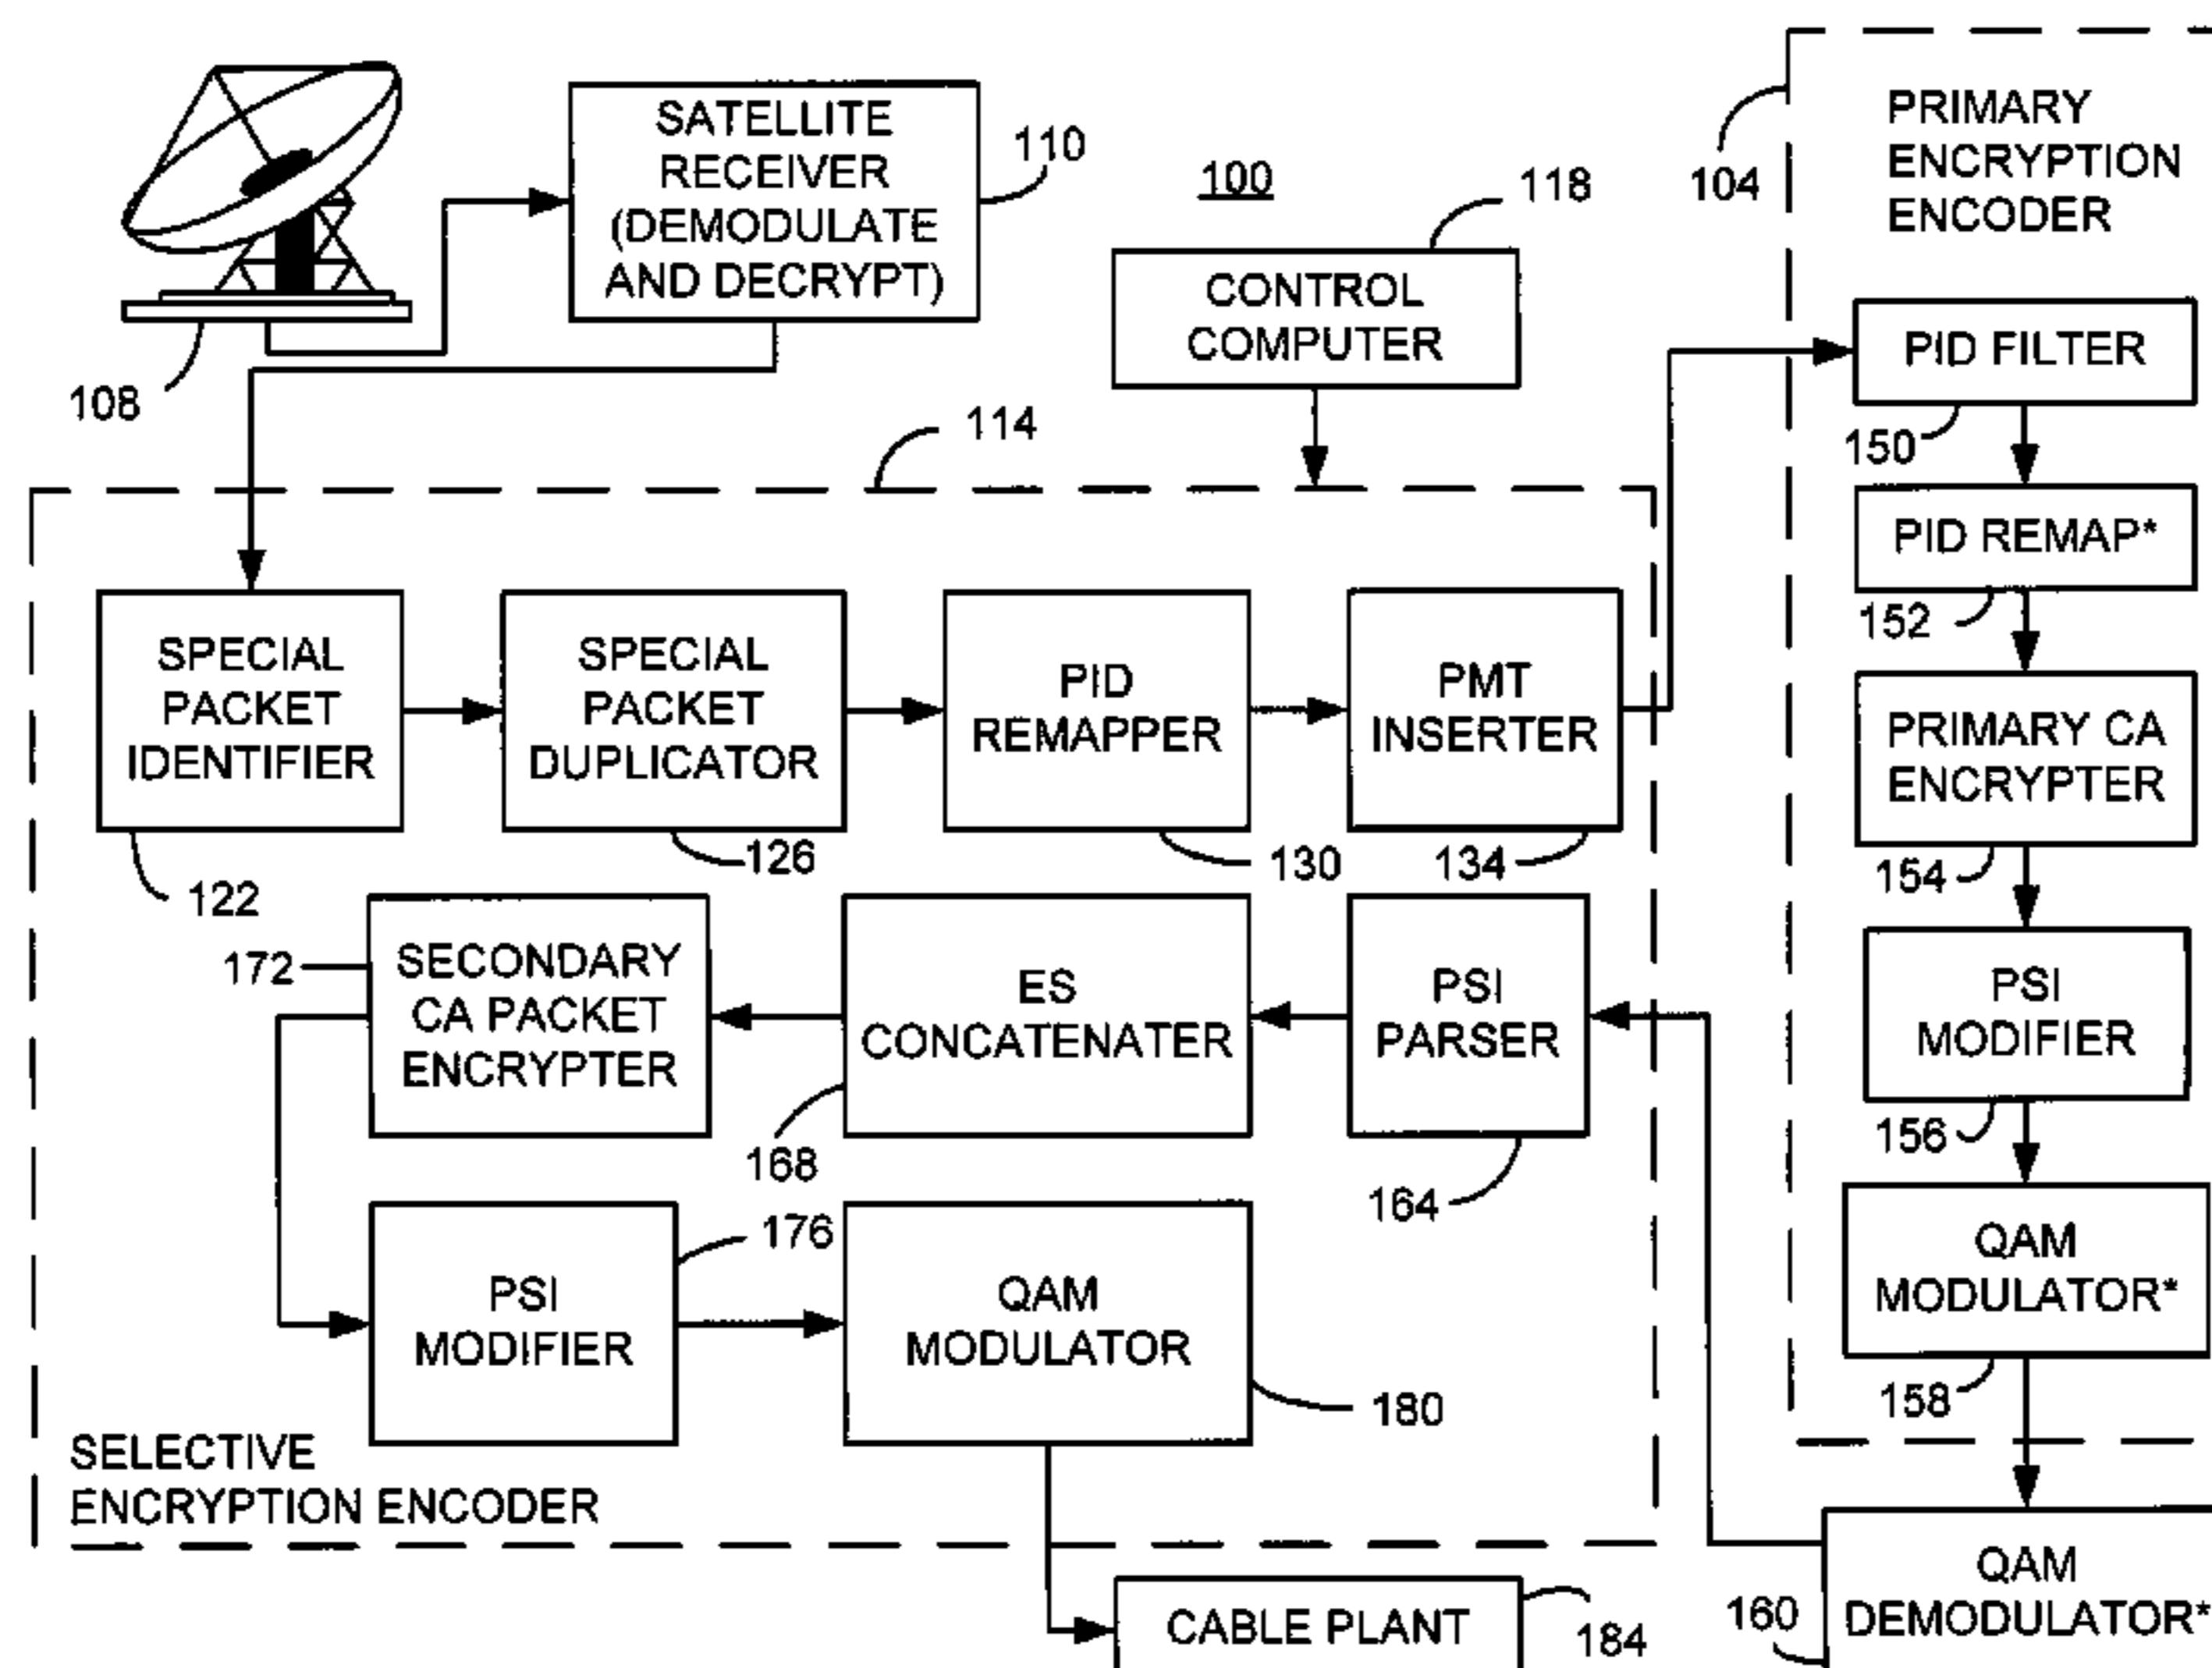 SATELLITE
RECEIVER
(DEMODULATE
AND DECRYPT)
110
108
100
118
CONTROL
COMPUTER
104
PRIMARY
ENCRYPTION
ENCODER
114
PID FILTER
150
PID REMAP*
152
PRIMARY CA
ENCRYPTER
154
PSI
MODIFIER
156
QAM
MODULATOR*
158
QAM
DEMODULATOR*
160
SPECIAL
PACKET
IDENTIFIER
122
SPECIAL
PACKET
DUPLICATOR
126
PID
REMAPPER
130
PMT
INSERTER
134
172
SECONDARY
CA PACKET
ENCRYPTER
ES
CONCATENATER
168
PSI
PARSER
164
PSI
MODIFIER
176
QAM
MODULATOR
180
SELECTIVE
ENCRYPTION ENCODER
CABLE PLANT
184